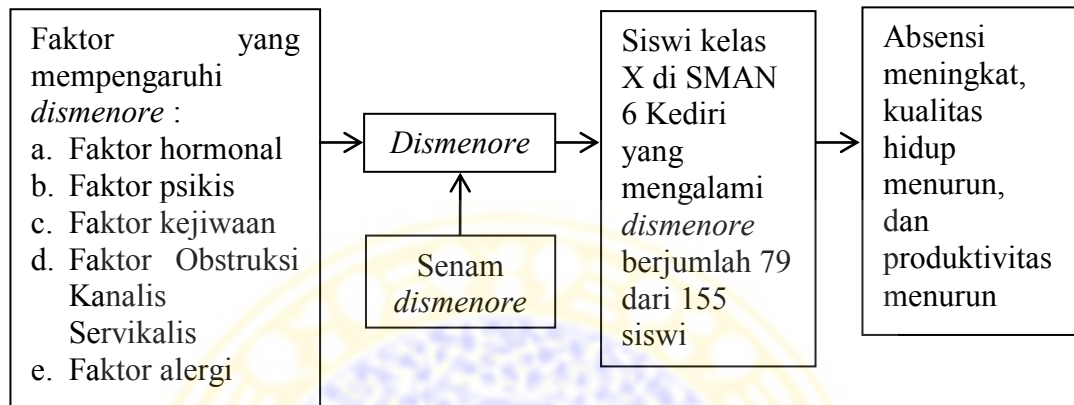 Faktor yang
mempengaruhi
dismenore :
a. Faktor hormonal
b. Faktor psikis
c. Faktor kejiwaan
d. Faktor Obstruksi
Kanalis
Servikalis
e. Faktor alergi
Dismenore
Senam
dismenore
Siswi kelas
X di SMAN
6 Kediri
yang
mengalami
dismenore
berjumlah 79
dari 155
siswi
Absensi
meningkat,
kualitas
hidup
menurun,
dan
produktivitas
menurun